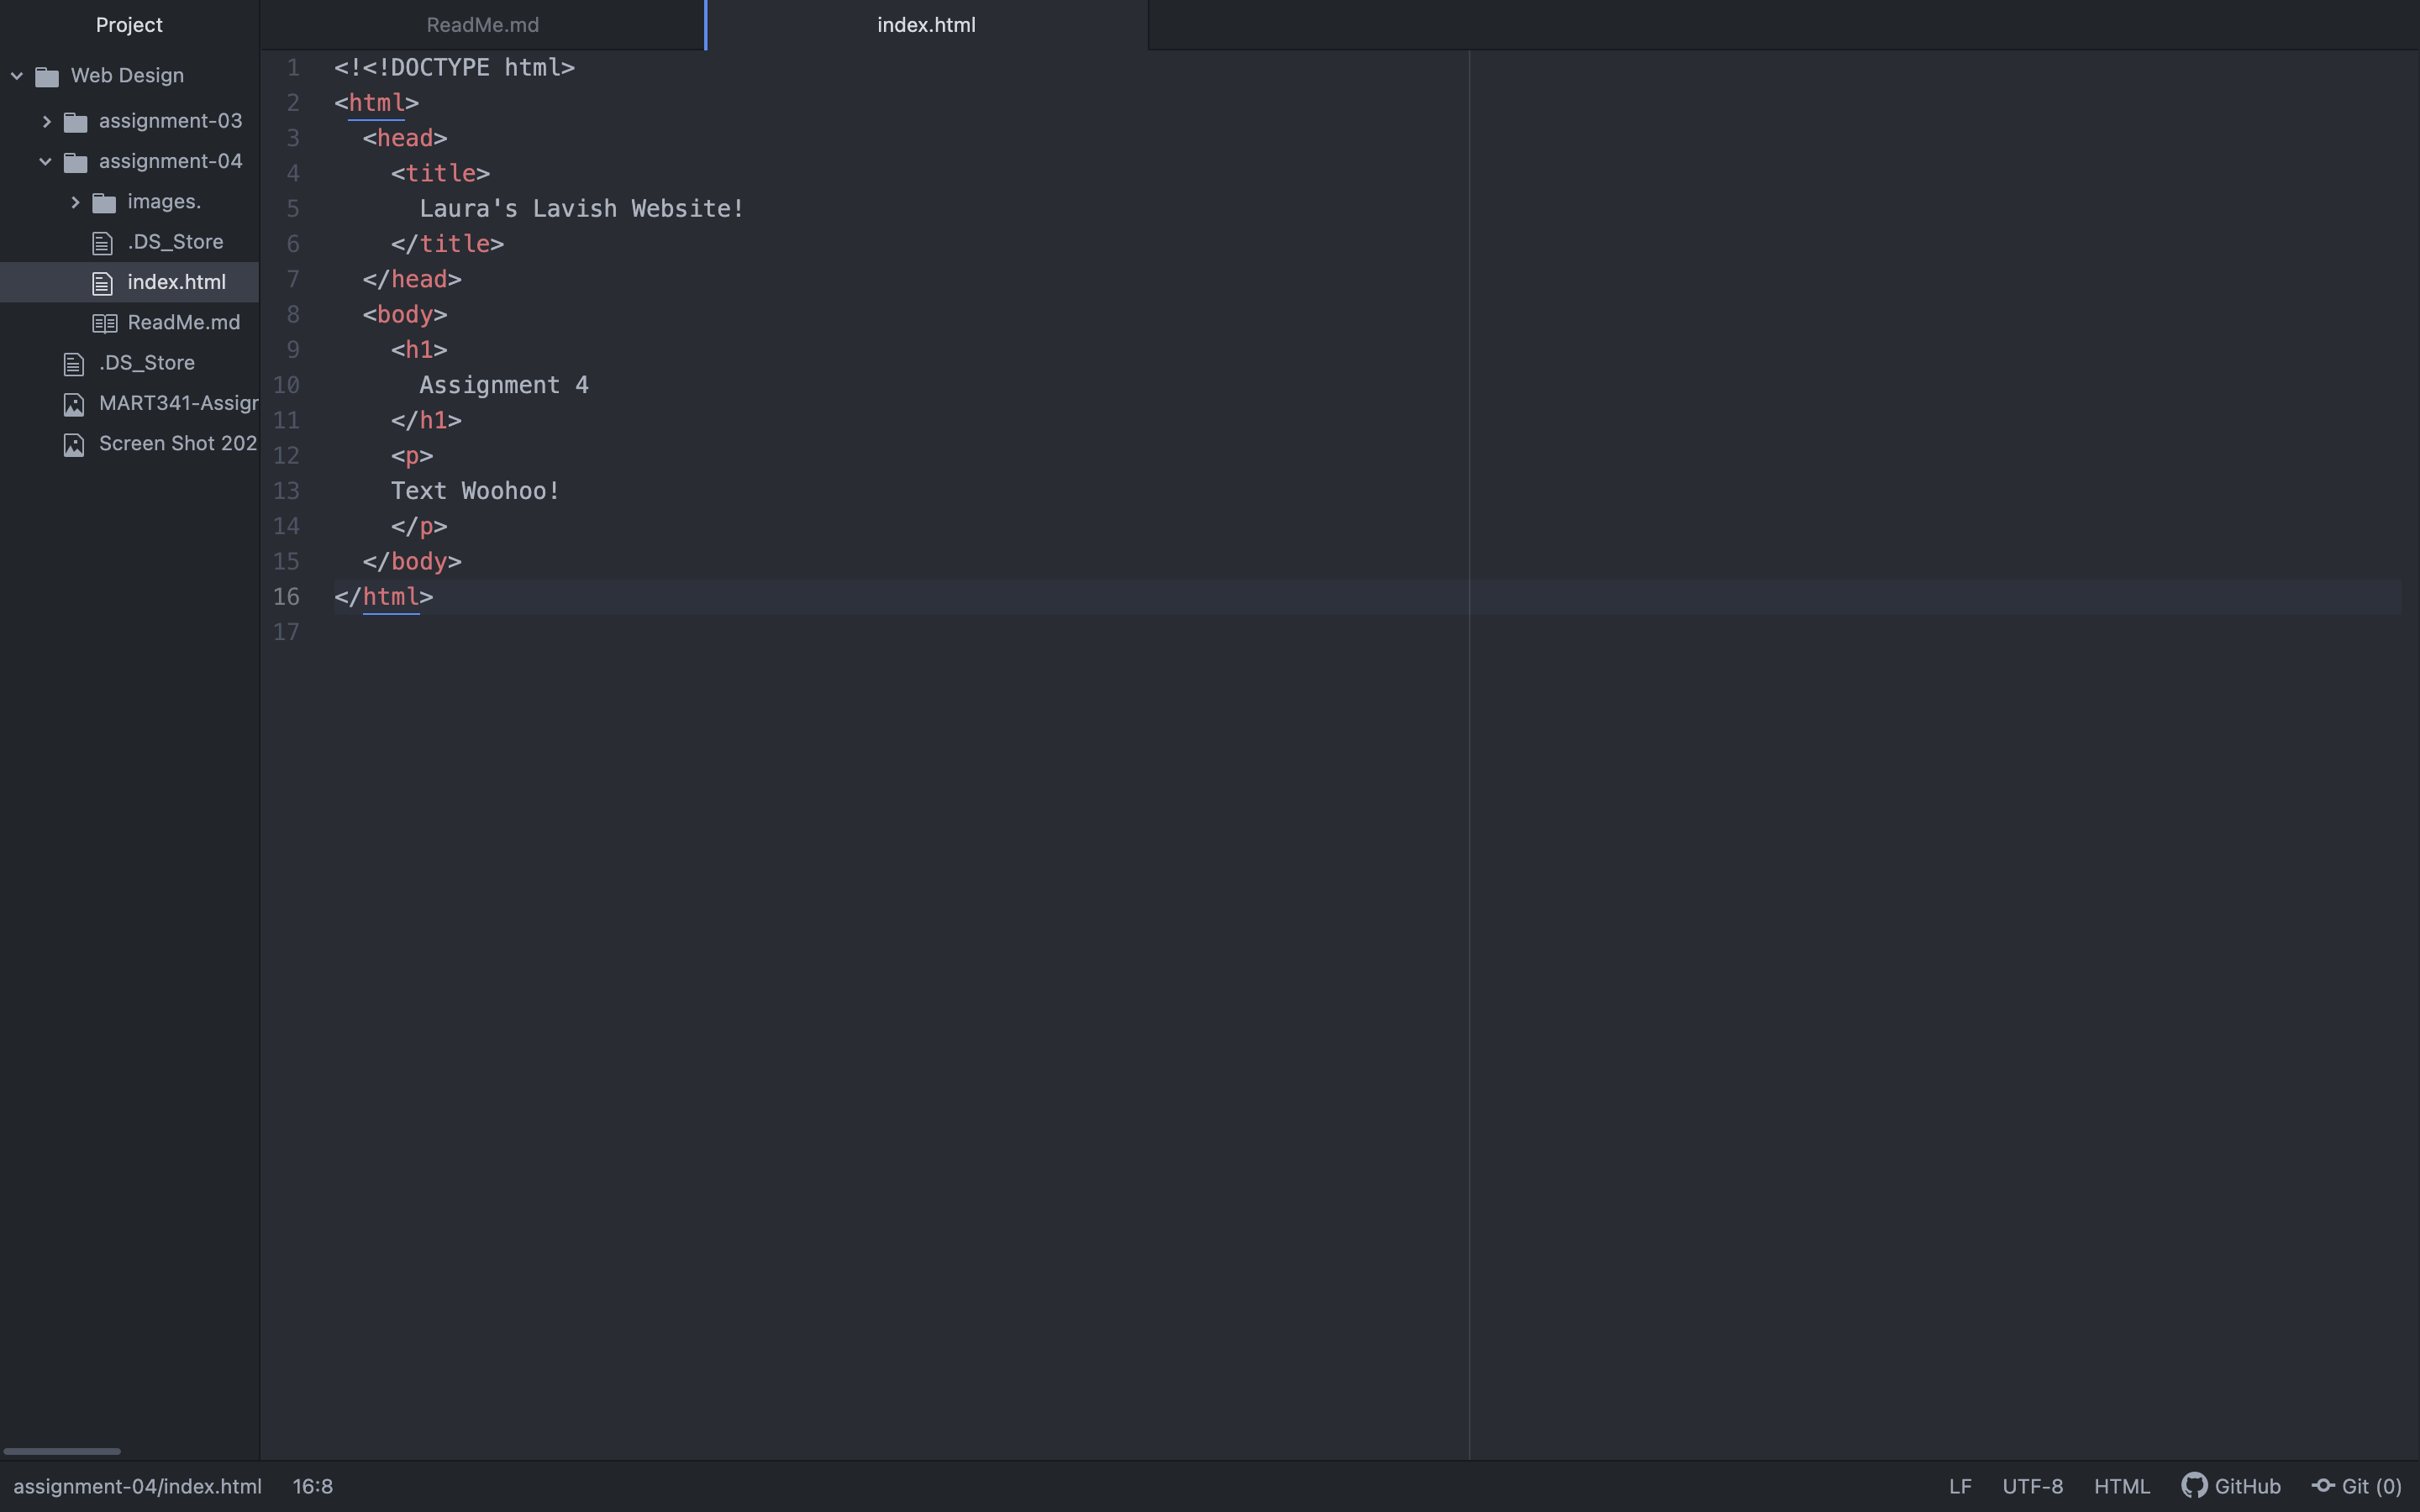 Project
Web Design
assignment-03
assignment-04
images.
.DS_Store
index.html
ReadMe.md
.DS_Store
MART341-Assigr
Screen Shot 202
ReadMe.md
index.html
1 <!<!DOCTYPE html>
2 <html>
3 <head>
4 <title>
5 Laura's Lavish Website!
6 </title>
7 </head>
8 <body>
9 <h1>
10 Assignment 4
11 </h1>
12 <p>
13 Text Woohoo!
14 </p>
15 </body>
16 </html>
17
assignment-04/index.html 16:8 LF UTF-8 HTML GitHub Git (0)